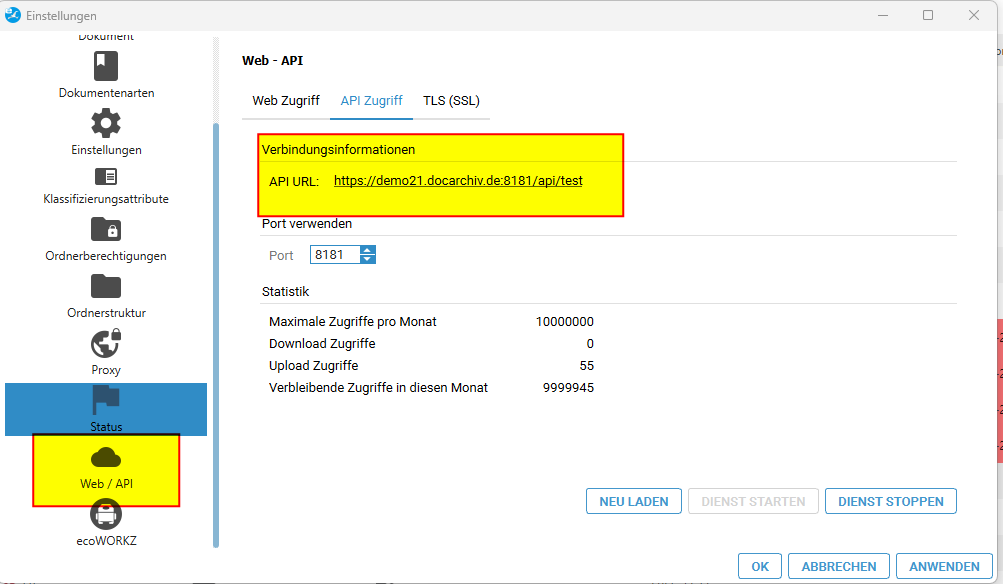 Einstellungen
Dokument
Dokumentenarten
Einstellungen
Klassifizierungsattribute
Ordnerberechtigungen
Ordnerstruktur
Proxy
Status
Web / API
ecoWORKZ
Web - API
Web Zugriff API Zugriff TLS (SSL)
Verbindungsinformationen
API URL: https://demo21.docarchiv.de:8181/api/test
Port verwenden
Port 8181
Statistik
Maximale Zugriffe pro Monat 10000000
Download Zugriffe 0
Upload Zugriffe 55
Verbleibende Zugriffe in diesen Monat 9999945
NEU LADEN DIENST STARTEN DIENST STOPPEN
OK ABBRECHEN ANWENDEN